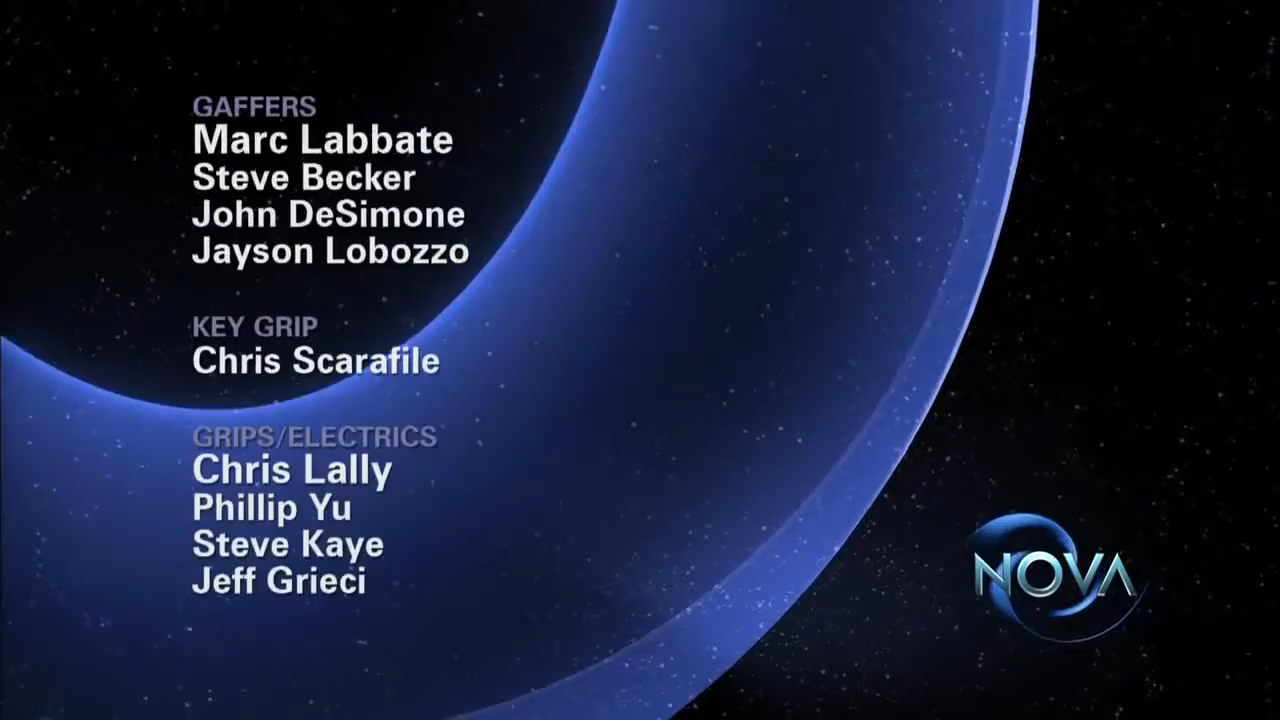 GAFFERS
Marc Labbate
Steve Becker
John DeSimone
Jayson Lobozzo
KEY GRIP
Chris Scarafile
GRIPS/ELECTRICS
Chris Lally
Phillip Yu
Steve Kaye
Jeff Grieci
NOVA